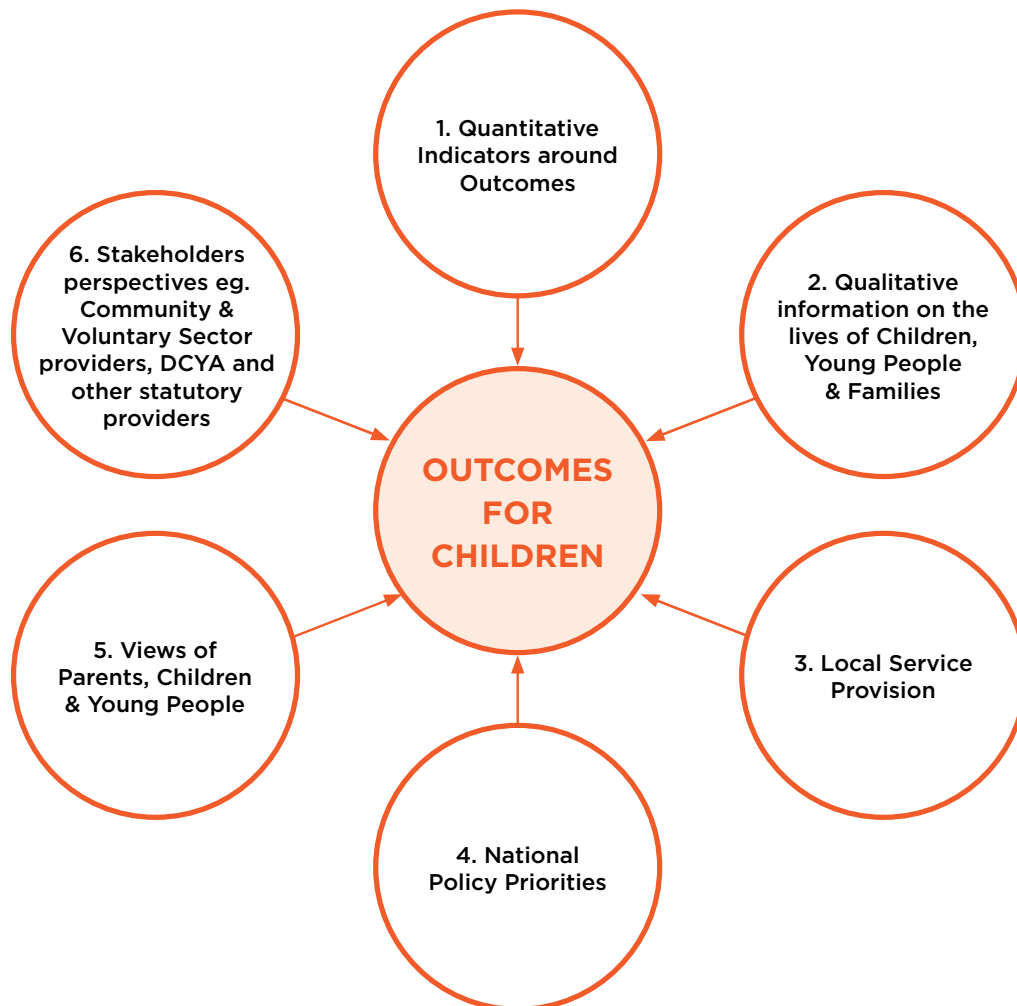 1. Quantitative
Indicators around
Outcomes
2. Qualitative
information on the
lives of Children,
Young People
& Families
3. Local Service
Provision
4. National
Policy Priorities
5. Views of
Parents, Children
& Young People
6. Stakeholders
perspectives eg.
Community &
Voluntary Sector
providers, DCYA and
other statutory
providers
OUTCOMES
FOR
CHILDREN